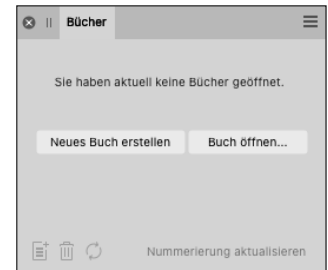 Bücher
Sie haben aktuell keine Bücher geöffnet.
Neues Buch erstellen Buch öffnen...
Nummerierung aktualisieren